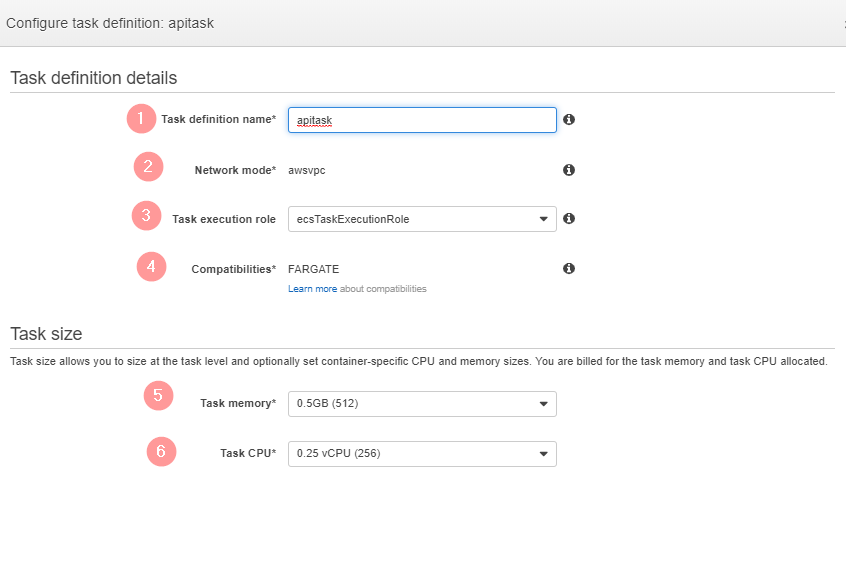 Configure task definition: apitask
Task definition details
1 Task definition name* apitask
2 Network mode* awsvpc
3 Task execution role ecsTaskExecutionRole
4 Compatibilities* FARGATE
Learn more about compatibilities
Task size
Task size allows you to size at the task level and optionally set container-specific CPU and memory sizes. You are billed for the task memory and task CPU allocated.
5 Task memory* 0.5GB (512)
6 Task CPU* 0.25 vCPU (256)